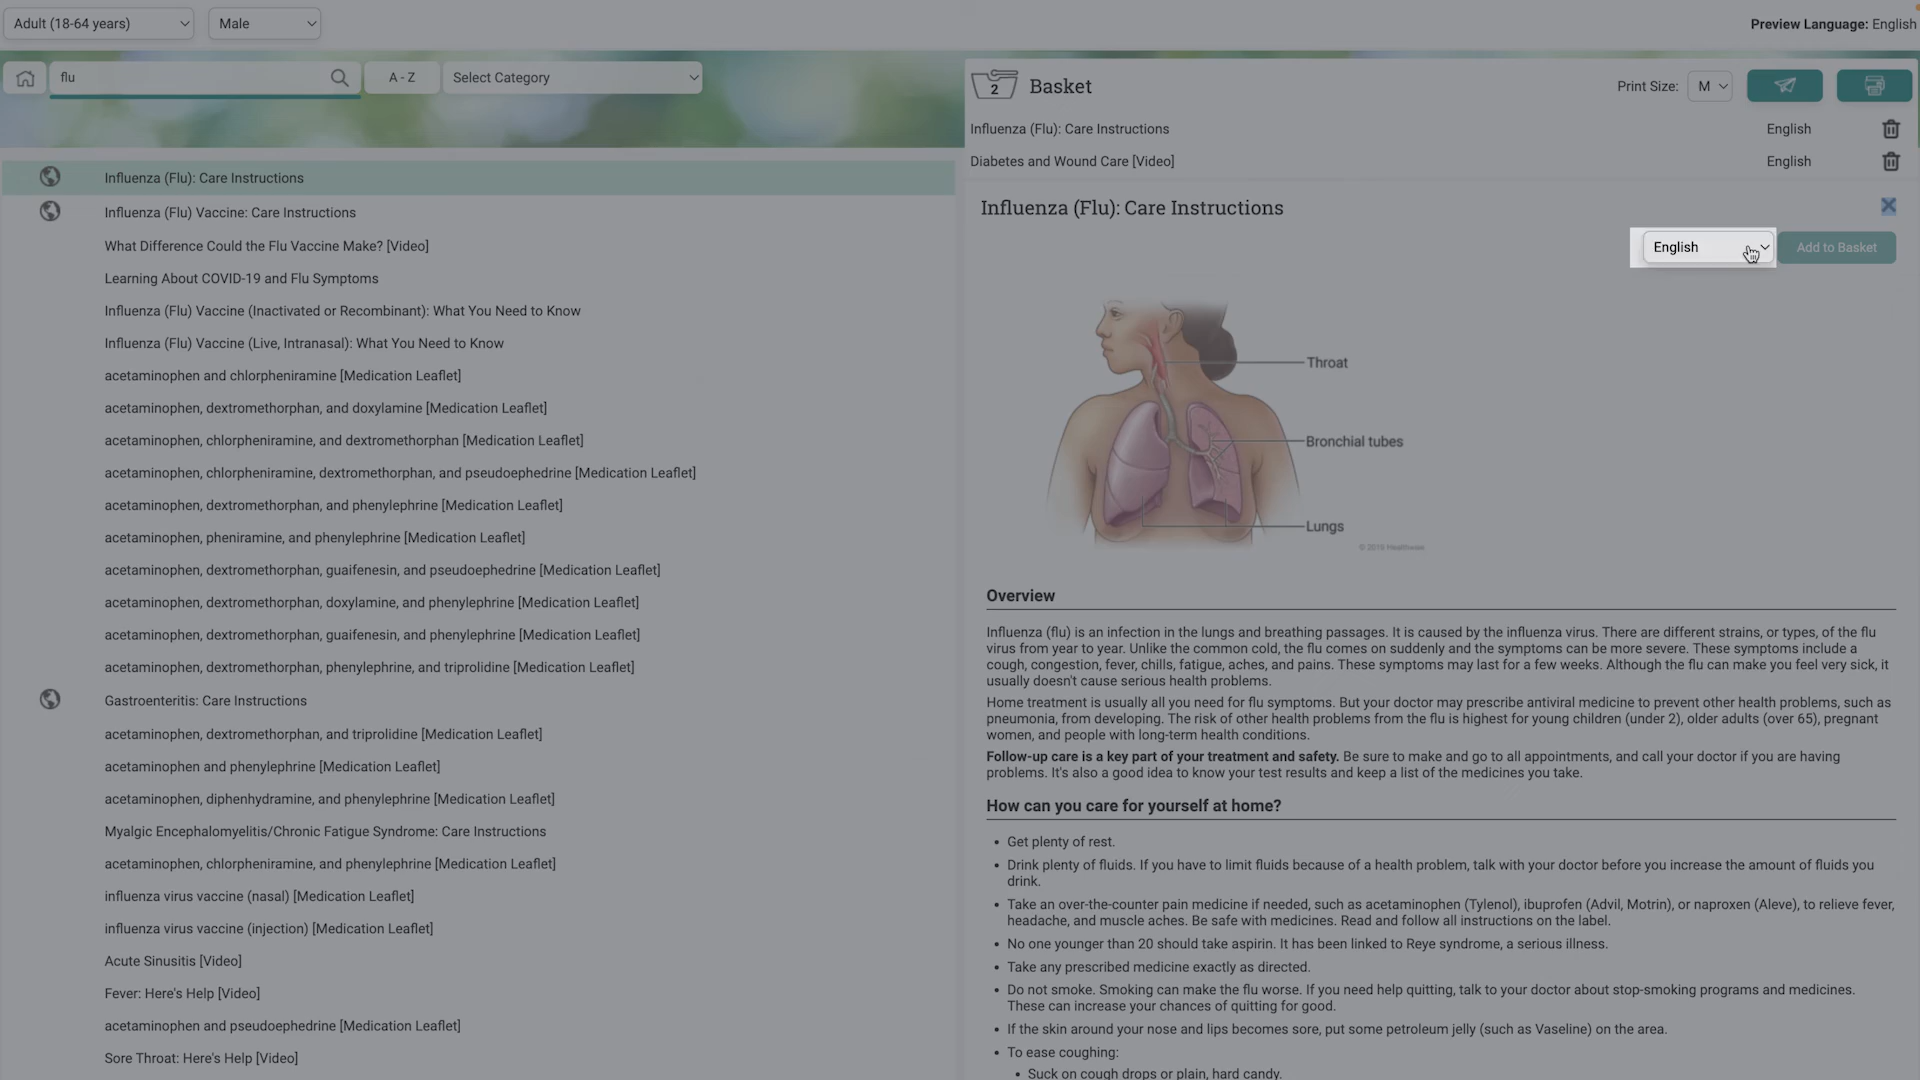 Adult (18-64 years)
Male
Preview Language: English
flu
A - Z
Select Category
2
Basket
Print Size:
M
Influenza (Flu): Care Instructions
English
Diabetes and Wound Care [Video]
English
Influenza (Flu): Care Instructions
Influenza (Flu) Vaccine: Care Instructions
What Difference Could the Flu Vaccine Make? [Video]
Learning About COVID-19 and Flu Symptoms
Influenza (Flu) Vaccine (Inactivated or Recombinant): What You Need to Know
Influenza (Flu) Vaccine (Live, Intranasal): What You Need to Know
acetaminophen and chlorpheniramine [Medication Leaflet]
acetaminophen, dextromethorphan, and doxylamine [Medication Leaflet]
acetaminophen, chlorpheniramine, and dextromethorphan [Medication Leaflet]
acetaminophen, chlorpheniramine, dextromethorphan, and pseudoephedrine [Medication Leaflet]
acetaminophen, dextromethorphan, and phenylephrine [Medication Leaflet]
acetaminophen, pheniramine, and phenylephrine [Medication Leaflet]
acetaminophen, dextromethorphan, guaifenesin, and pseudoephedrine [Medication Leaflet]
acetaminophen, dextromethorphan, doxylamine, and phenylephrine [Medication Leaflet]
acetaminophen, dextromethorphan, guaifenesin, and phenylephrine [Medication Leaflet]
acetaminophen, dextromethorphan, phenylephrine, and triprolidine [Medication Leaflet]
Gastroenteritis: Care Instructions
acetaminophen, dextromethorphan, and triprolidine [Medication Leaflet]
acetaminophen and phenylephrine [Medication Leaflet]
acetaminophen, diphenhydramine, and phenylephrine [Medication Leaflet]
Myalgic Encephalomyelitis/Chronic Fatigue Syndrome: Care Instructions
acetaminophen, chlorpheniramine, and phenylephrine [Medication Leaflet]
influenza virus vaccine (nasal) [Medication Leaflet]
influenza virus vaccine (injection) [Medication Leaflet]
Acute Sinusitis [Video]
Fever: Here's Help [Video]
acetaminophen and pseudoephedrine [Medication Leaflet]
Sore Throat: Here's Help [Video]
Influenza (Flu): Care Instructions
English
Add to Basket
Throat
Bronchial tubes
Lungs
© 2018 Healthwise
Overview
Influenza (flu) is an infection in the lungs and breathing passages. It is caused by the influenza virus. There are different strains, or types, of the flu
virus from year to year. Unlike the common cold, the flu comes on suddenly and the symptoms can be more severe. These symptoms include a
cough, congestion, fever, chills, fatigue, aches, and pains. These symptoms may last for a few weeks. Although the flu can make you feel very sick, it
usually doesn't cause serious health problems.
Home treatment is usually all you need for flu symptoms. But your doctor may prescribe antiviral medicine to prevent other health problems, such as
pneumonia, from developing. The risk of other health problems from the flu is highest for young children (under 2), older adults (over 65), pregnant
women, and people with long-term health conditions.
Follow-up care is a key part of your treatment and safety. Be sure to make and go to all appointments, and call your doctor if you are having
problems. It's also a good idea to know your test results and keep a list of the medicines you take.
How can you care for yourself at home?
• Get plenty of rest.
• Drink plenty of fluids. If you have to limit fluids because of a health problem, talk with your doctor before you increase the amount of fluids you
drink.
• Take an over-the-counter pain medicine if needed, such as acetaminophen (Tylenol), ibuprofen (Advil, Motrin), or naproxen (Aleve), to relieve fever,
headache, and muscle aches. Be safe with medicines. Read and follow all instructions on the label.
• No one younger than 20 should take aspirin. It has been linked to Reye syndrome, a serious illness.
• Take any prescribed medicine exactly as directed.
• Do not smoke. Smoking can make the flu worse. If you need help quitting, talk to your doctor about stop-smoking programs and medicines.
These can increase your chances of quitting for good.
• If the skin around your nose and lips becomes sore, put some petroleum jelly (such as Vaseline) on the area.
• To ease coughing:
• Suck on cough drops or plain, hard candy.